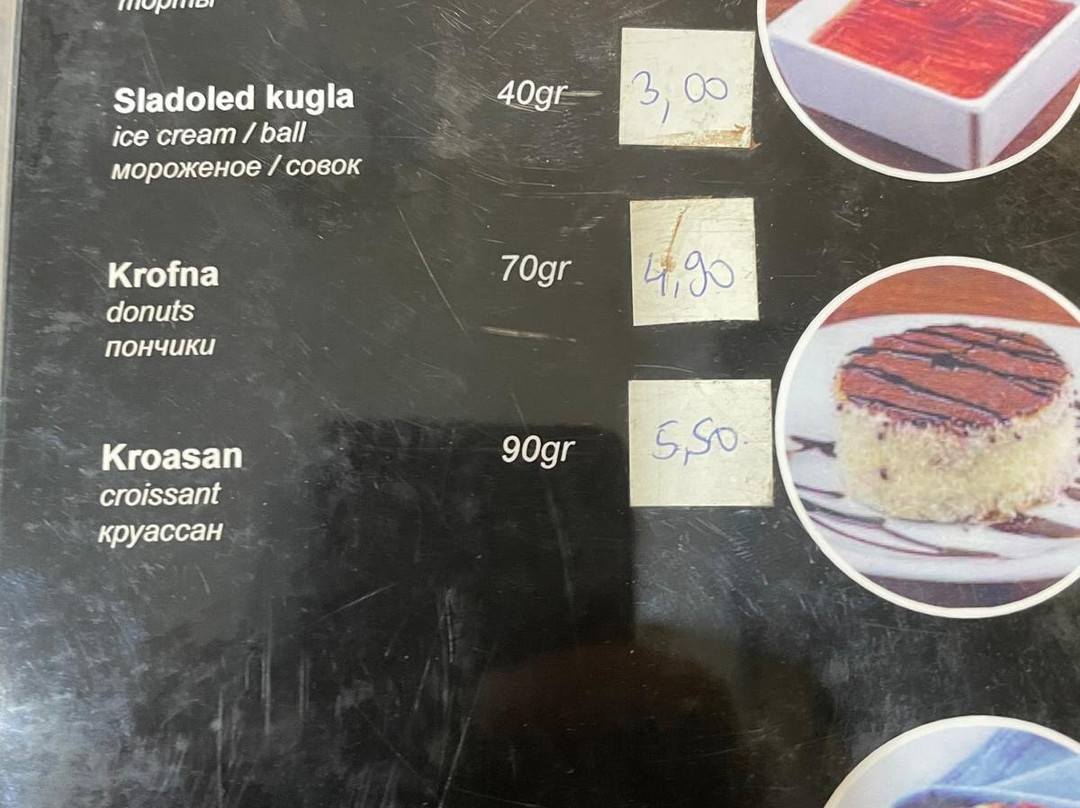 торты
Sladoled kugla 40gr 3,00
ice cream / ball
мороженое / совок
Krofna 70gr 4,90
donuts
пончики
Kroasan 90gr 5,50
croissant
круассан